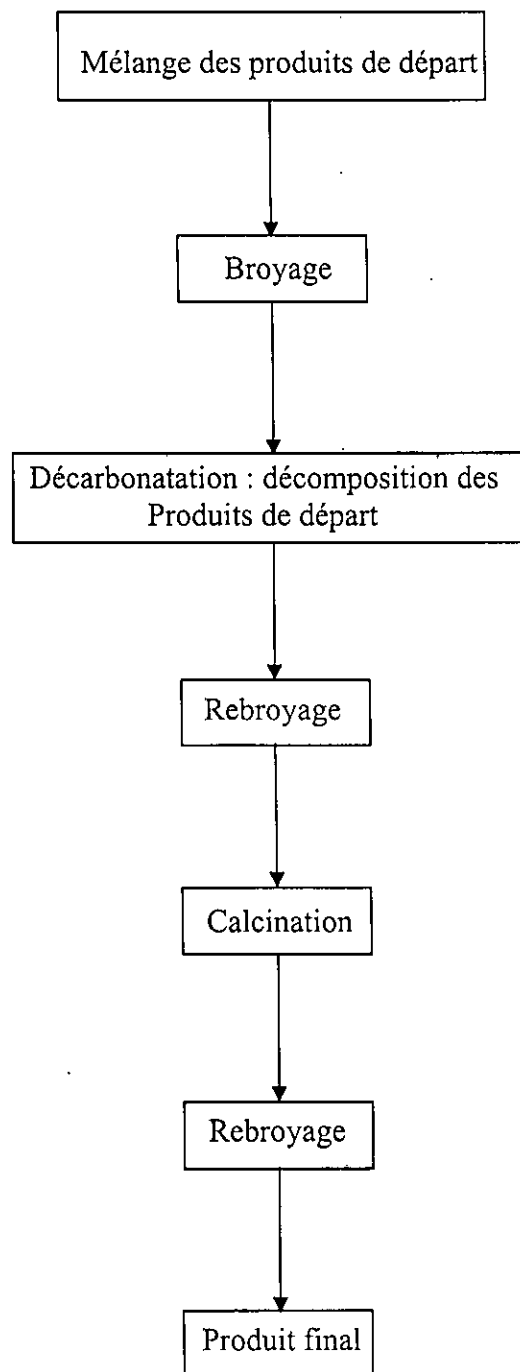 Mélange des produits de départ
Broyage
Décarbonatation : décomposition des
Produits de départ
Rebroyage
Calcination
Rebroyage
Produit final